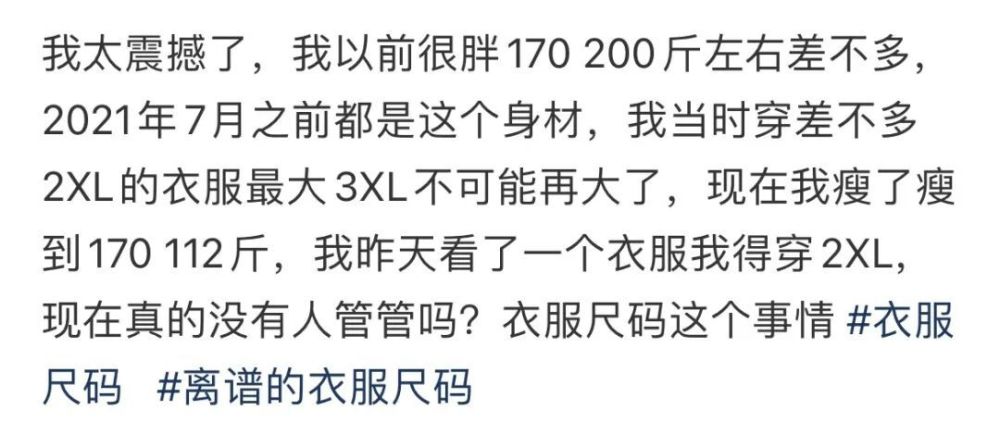 我太震撼了，我以前很胖170 200斤左右差不多，
2021年7月之前都是这个身材，我当时穿差不多
2XL的衣服最大3XL不可能再大了，现在我瘦了瘦
到170 112斤，我昨天看了一个衣服我得穿2XL，
现在真的没有人管管吗？衣服尺码这个事情 #衣服
尺码 #离谱的衣服尺码